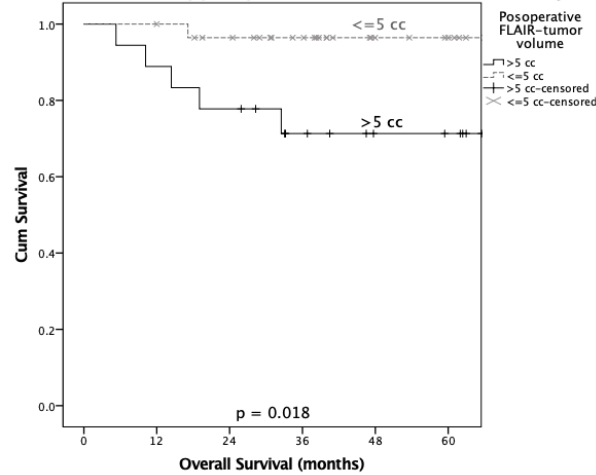 Posoperative
FLAIR-tumor
volume
>5 cc
<=5 cc
>5 cc-censored
<=5 cc-censored
<=5 cc
>5 cc
p = 0.018
Cum Survival
1.0
0.8
0.6
0.4
0.2
0.0
0 12 24 36 48 60
Overall Survival (months)